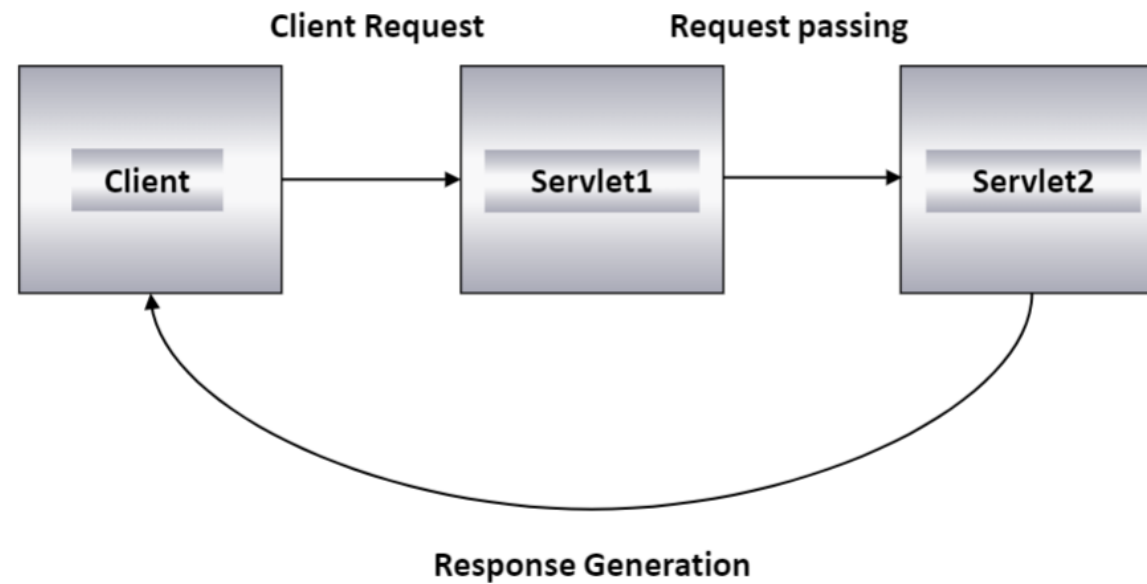 Client Request
Request passing
Client
Servlet1
Servlet2
Response Generation